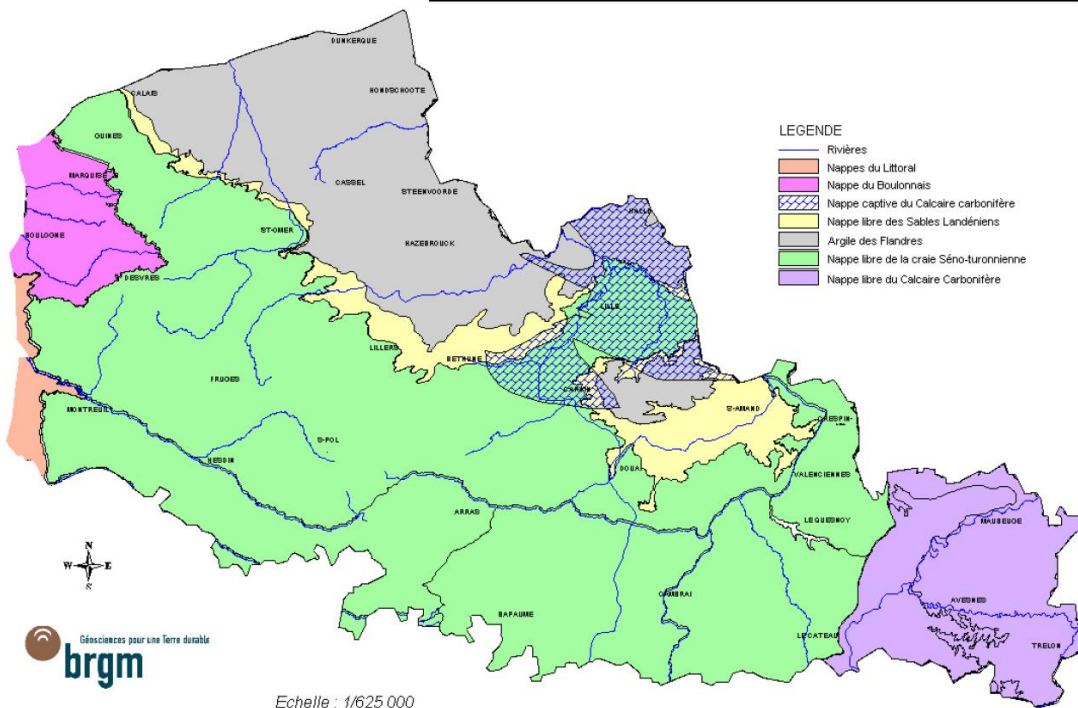 DUNKERQUE
HONDSCHOOTE
CALAIS
GUINES
MARQUISE
CASSEL
STEENVOORDE
BOULOGNE
ST-OMER
HAZEBROUCK
DESVRES
LILLE
LILLERS
BETHUNE
CARVIN
FRUGES
MONTREUIL
S-POL
HESDIN
S-AMAND
CRESPIN
DOUAI
VALENCIENNES
ARRAS
LE QUESNOY
MAUBEUGE
CAMBRAI
BAPAUME
AVESNES
LE CATEAU
TRELON
LEGENDE
Rivières
Nappes du Littoral
Nappe du Boulonnais
Nappe captive du Calcaire carbonifère
Nappe libre des Sables Landéniens
Argile des Flandres
Nappe libre de la craie Séno-turonnienne
Nappe libre du Calcaire Carbonifère
N
W E
S
Géosciences pour une Terre durable
brgm
Echelle : 1/625 000